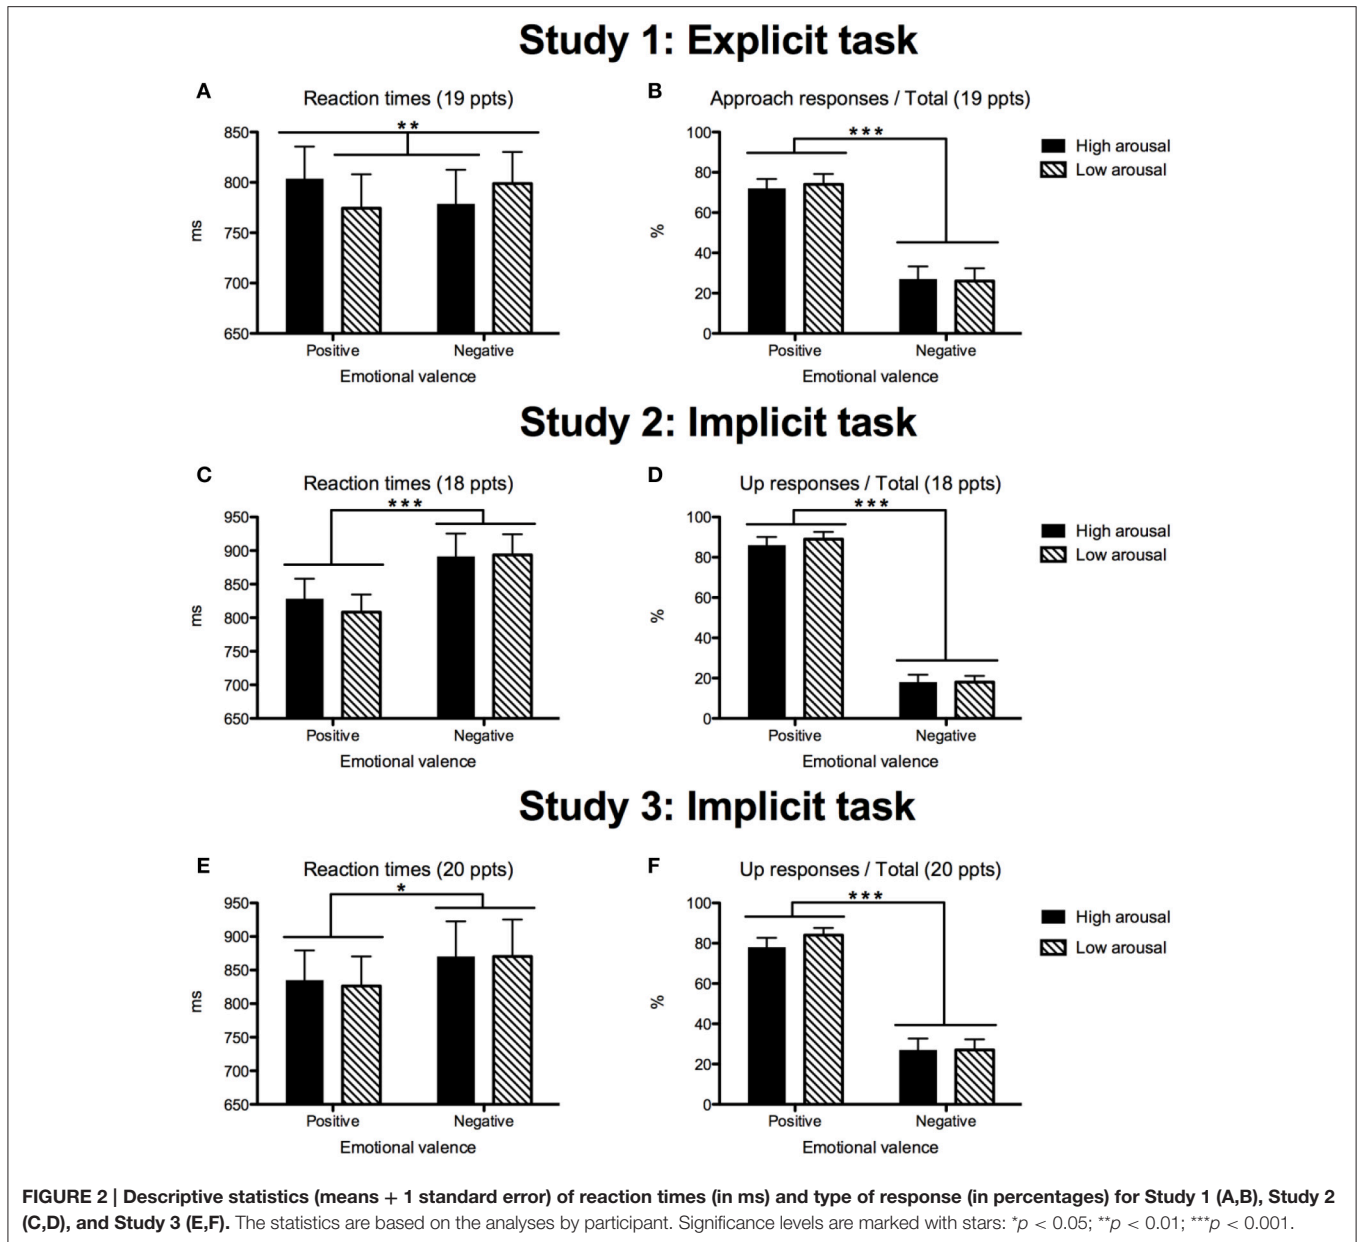 Study 1: Explicit task
A
Reaction times (19 ppts)
**
850
800
750
700
650
ms
Positive
Negative
Emotional valence
B
Approach responses / Total (19 ppts)
***
100
80
60
40
20
0
%
Positive
Negative
Emotional valence
High arousal
Low arousal
Study 2: Implicit task
C
Reaction times (18 ppts)
***
950
900
850
800
750
700
650
ms
Positive
Negative
Emotional valence
D
Up responses / Total (18 ppts)
***
100
80
60
40
20
0
%
Positive
Negative
Emotional valence
High arousal
Low arousal
Study 3: Implicit task
E
Reaction times (20 ppts)
*
950
900
850
800
750
700
650
ms
Positive
Negative
Emotional valence
F
Up responses / Total (20 ppts)
***
100
80
60
40
20
0
%
Positive
Negative
Emotional valence
High arousal
Low arousal
FIGURE 2 | Descriptive statistics (means + 1 standard error) of reaction times (in ms) and type of response (in percentages) for Study 1 (A,B), Study 2
(C,D), and Study 3 (E,F). The statistics are based on the analyses by participant. Significance levels are marked with stars: *p < 0.05; **p < 0.01; ***p < 0.001.